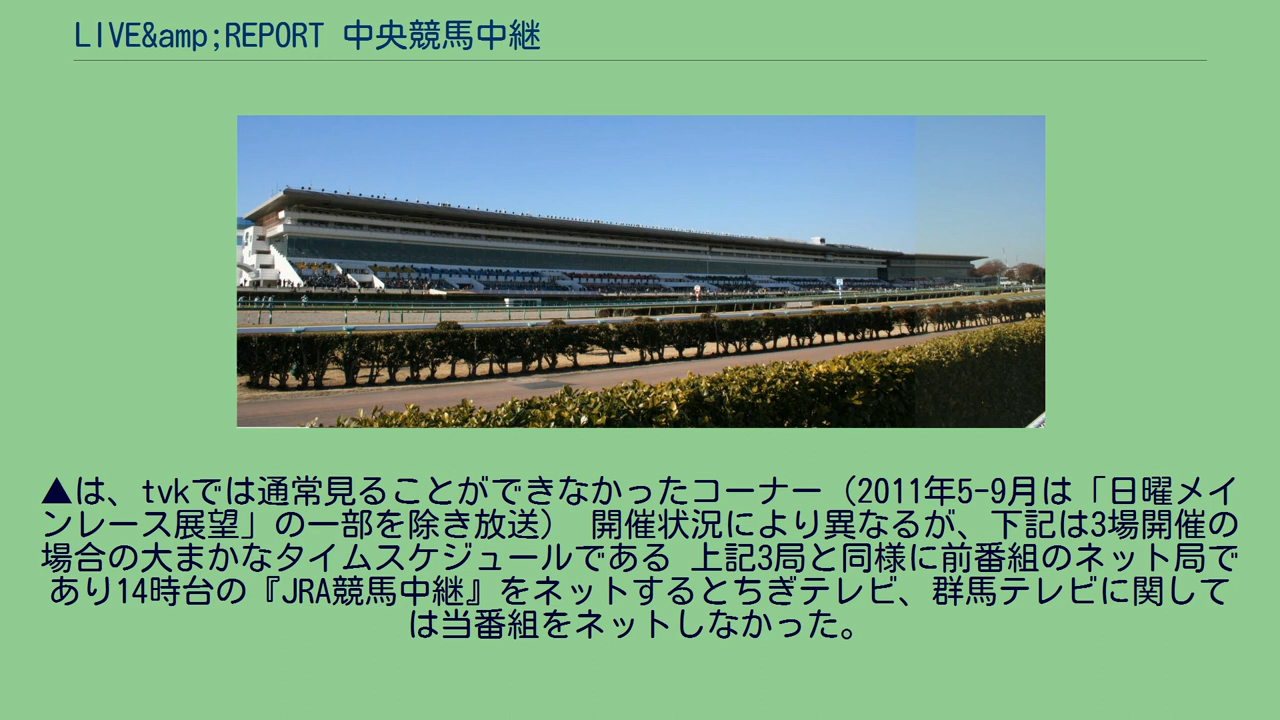 LIVE&amp;REPORT 中央競馬中継
▲は、tvkでは通常見ることができなかったコーナー（2011年5-9月は「日曜メイ
ンレース展望」の一部を除き放送） 開催状況により異なるが、下記は3場開催の
場合の大まかなタイムスケジュールである 上記3局と同様に前番組のネット局で
あり14時台の『JRA競馬中継』をネットするとちぎテレビ、群馬テレビに関して
は当番組をネットしなかった。